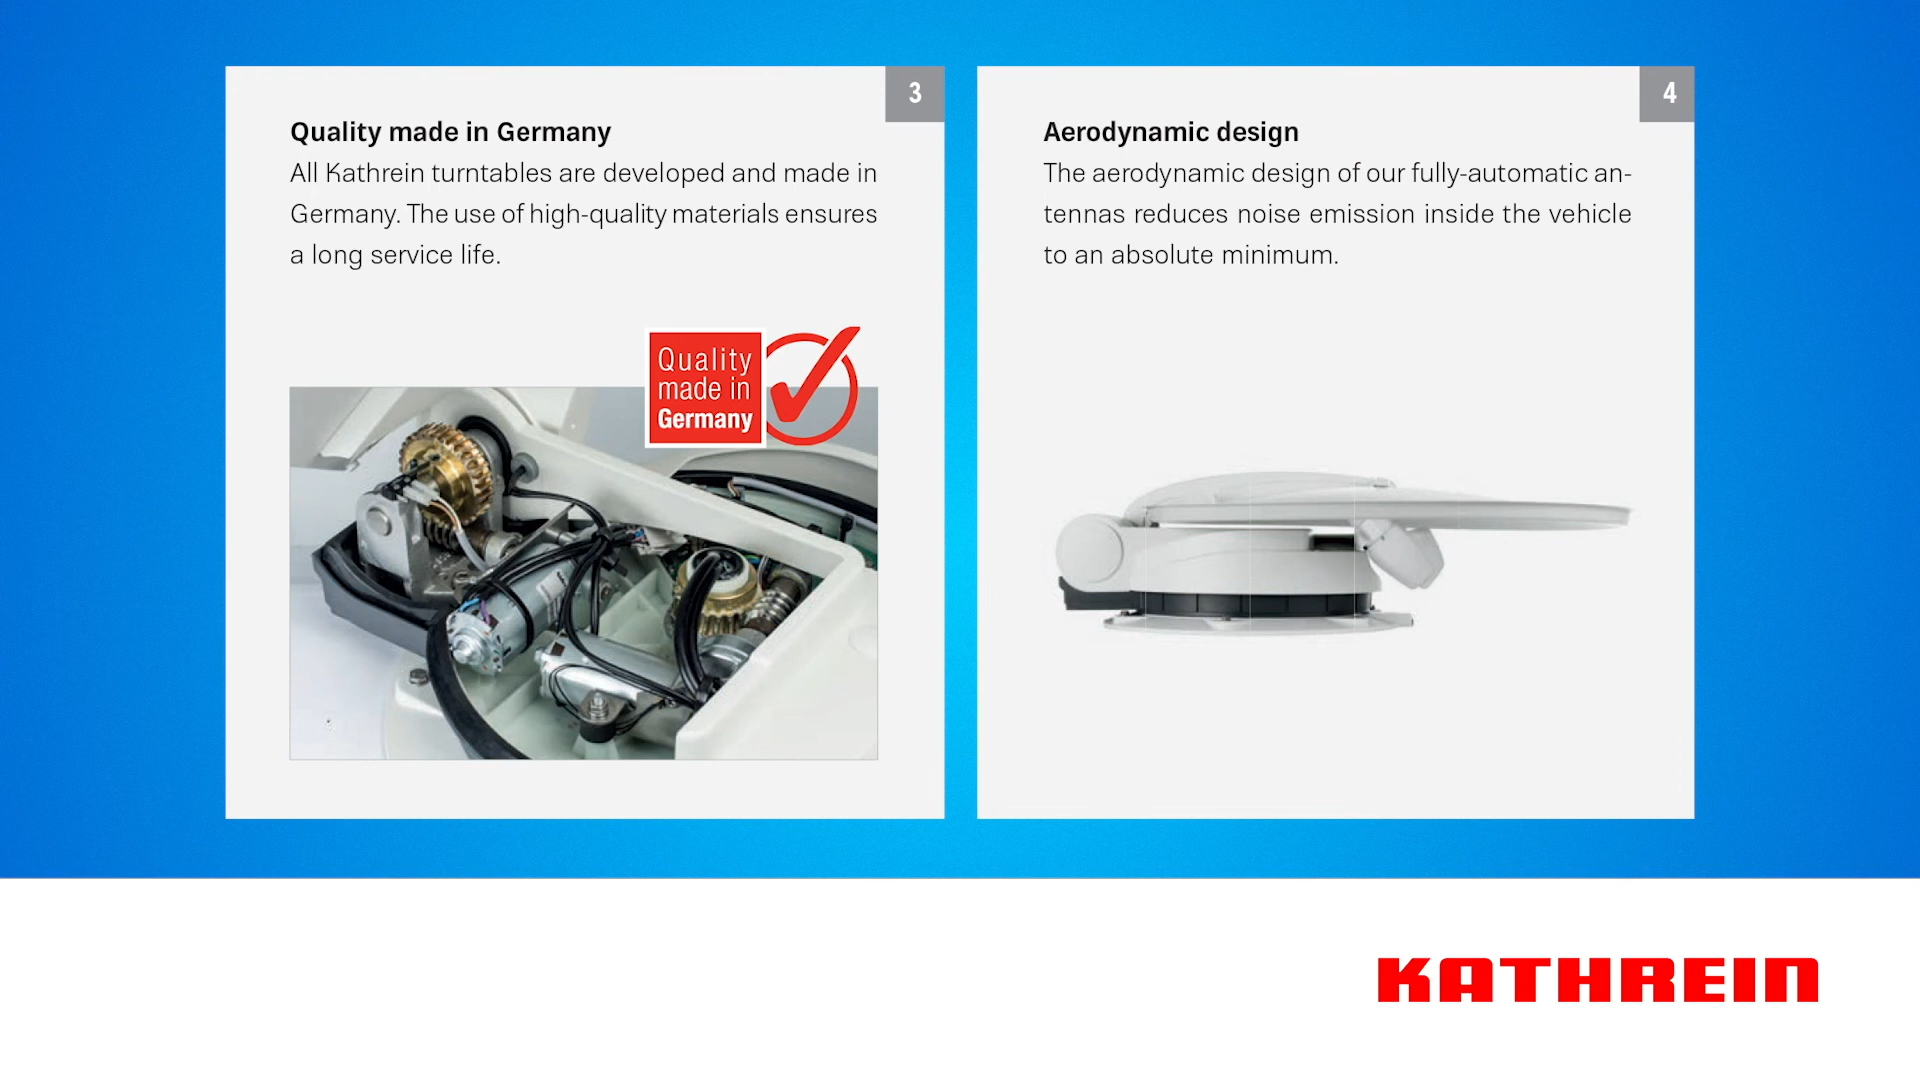 3
Quality made in Germany
All Kathrein turntables are developed and made in
Germany. The use of high-quality materials ensures
a long service life.
Quality
made in
Germany
4
Aerodynamic design
The aerodynamic design of our fully-automatic an-
tennas reduces noise emission inside the vehicle
to an absolute minimum.
KATHREIN